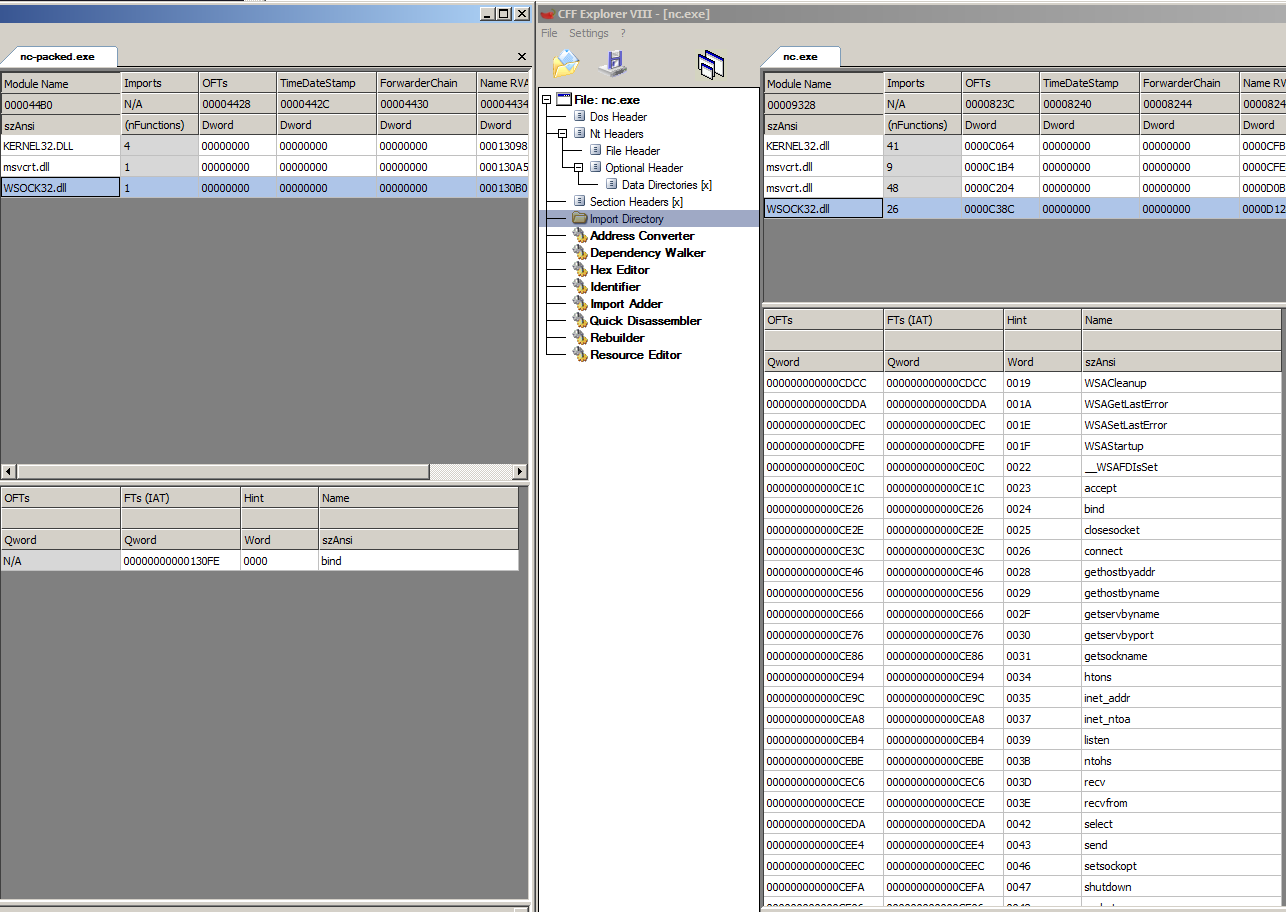 nc-packed.exe
Module Name Imports OFTs TimeDateStamp ForwarderChain Name RVA
000044B0 N/A 00004428 0000442C 00004430 00004434
szAnsi (nFunctions) Dword Dword Dword Dword
KERNEL32.DLL 4 00000000 00000000 00000000 00013098
msvcrt.dll 1 00000000 00000000 00000000 000130A5
WSOCK32.dll 1 00000000 00000000 00000000 000130B0
OFTs FTs (IAT) Hint Name
Qword Qword Word szAnsi
N/A 00000000000130FE 0000 bind
CFF Explorer VIII - [nc.exe]
File Settings ?
File: nc.exe
Dos Header
Nt Headers
File Header
Optional Header
Data Directories [x]
Section Headers [x]
Import Directory
Address Converter
Dependency Walker
Hex Editor
Identifier
Import Adder
Quick Disassembler
Rebuilder
Resource Editor
nc.exe
Module Name Imports OFTs TimeDateStamp ForwarderChain Name RV
00009328 N/A 0000823C 00008240 00008244 000824
szAnsi (nFunctions) Dword Dword Dword Dword
KERNEL32.dll 41 0000C064 00000000 00000000 0000CFB
msvcrt.dll 9 0000C1B4 00000000 00000000 0000CFE
msvcrt.dll 48 0000C204 00000000 00000000 0000D0B
WSOCK32.dll 26 0000C38C 00000000 00000000 0000D12
OFTs FTs (IAT) Hint Name
Qword Qword Word szAnsi
000000000000CDCC 000000000000CDCC 0019 WSACleanup
000000000000CDDA 000000000000CDDA 001A WSAGetLastError
000000000000CDEC 000000000000CDEC 001E WSASetLastError
000000000000CDFE 000000000000CDFE 001F WSAStartup
000000000000CE0C 000000000000CE0C 0022 __WSAFDIsSet
000000000000CE1C 000000000000CE1C 0023 accept
000000000000CE26 000000000000CE26 0024 bind
000000000000CE2E 000000000000CE2E 0025 closesocket
000000000000CE3C 000000000000CE3C 0026 connect
000000000000CE46 000000000000CE46 0028 gethostbyaddr
000000000000CE56 000000000000CE56 0029 gethostbyname
000000000000CE66 000000000000CE66 002F getservbyname
000000000000CE76 000000000000CE76 0030 getservbyport
000000000000CE86 000000000000CE86 0031 getsockname
000000000000CE94 000000000000CE94 0034 htons
000000000000CE9C 000000000000CE9C 0035 inet_addr
000000000000CEA8 000000000000CEA8 0037 inet_ntoa
000000000000CEB4 000000000000CEB4 0039 listen
000000000000CEBE 000000000000CEBE 003B ntohs
000000000000CEC6 000000000000CEC6 003D recv
000000000000CECE 000000000000CECE 003E recvfrom
000000000000CEDA 000000000000CEDA 0042 select
000000000000CEE4 000000000000CEE4 0043 send
000000000000CEEC 000000000000CEEC 0046 setsockopt
000000000000CEFA 000000000000CEFA 0047 shutdown